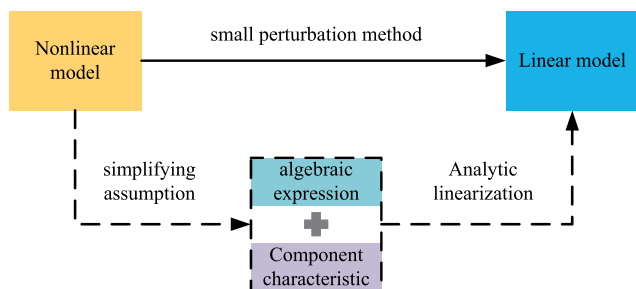 Nonlinear
model
small perturbation method
Linear model
simplifying
assumption
algebraic
expression
Component
characteristic
Analytic
linearization